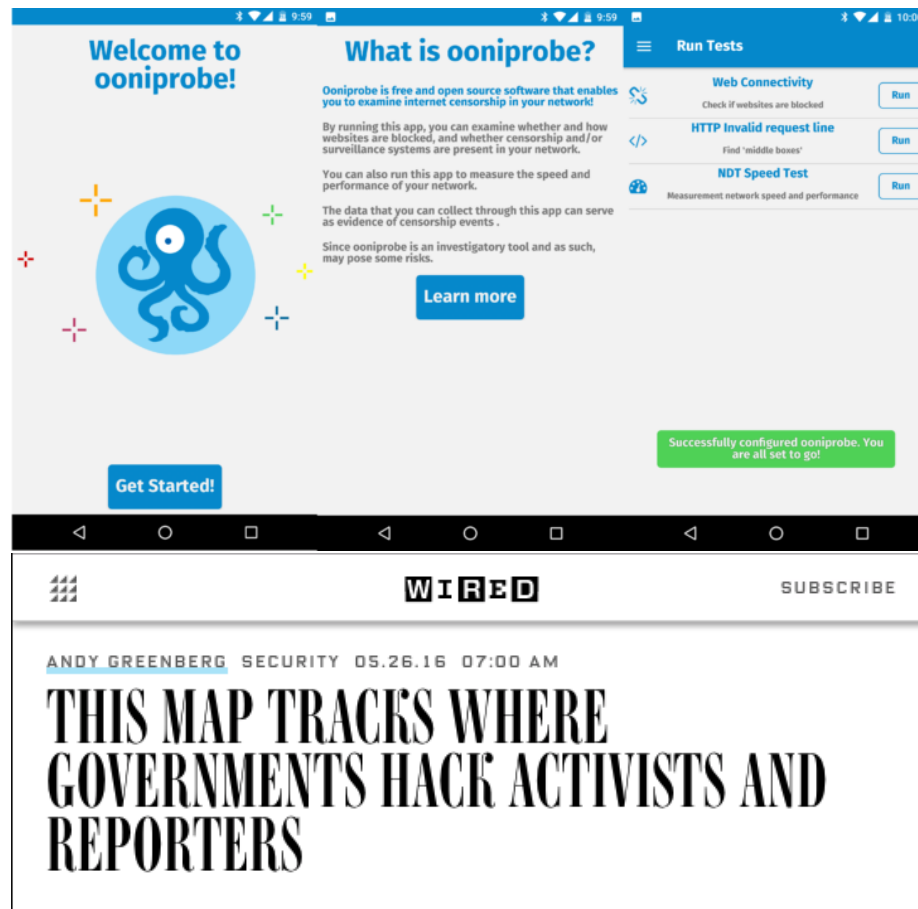 9:59
Welcome to
ooniprobe!
Get Started!
9:59
What is ooniprobe?
Ooniprobe is free and open source software that enables
you to examine internet censorship in your network!
By running this app, you can examine whether and how
websites are blocked, and whether censorship and/or
surveillance systems are present in your network.
You can also run this app to measure the speed and
performance of your network.
The data that you can collect through this app can serve
as evidence of censorship events .
Since ooniprobe is an investigatory tool and as such,
may pose some risks.
Learn more
Run Tests
Web Connectivity
Check if websites are blocked
Run
HTTP Invalid request line
Find 'middle boxes'
Run
NDT Speed Test
Measurement network speed and performance
Run
Successfully configured ooniprobe. You
are all set to go!
WIRED
SUBSCRIBE
ANDY GREENBERG SECURITY 05.26.16 07:00 AM
THIS MAP TRACKS WHERE
GOVERNMENTS HACK ACTIVISTS AND
REPORTERS